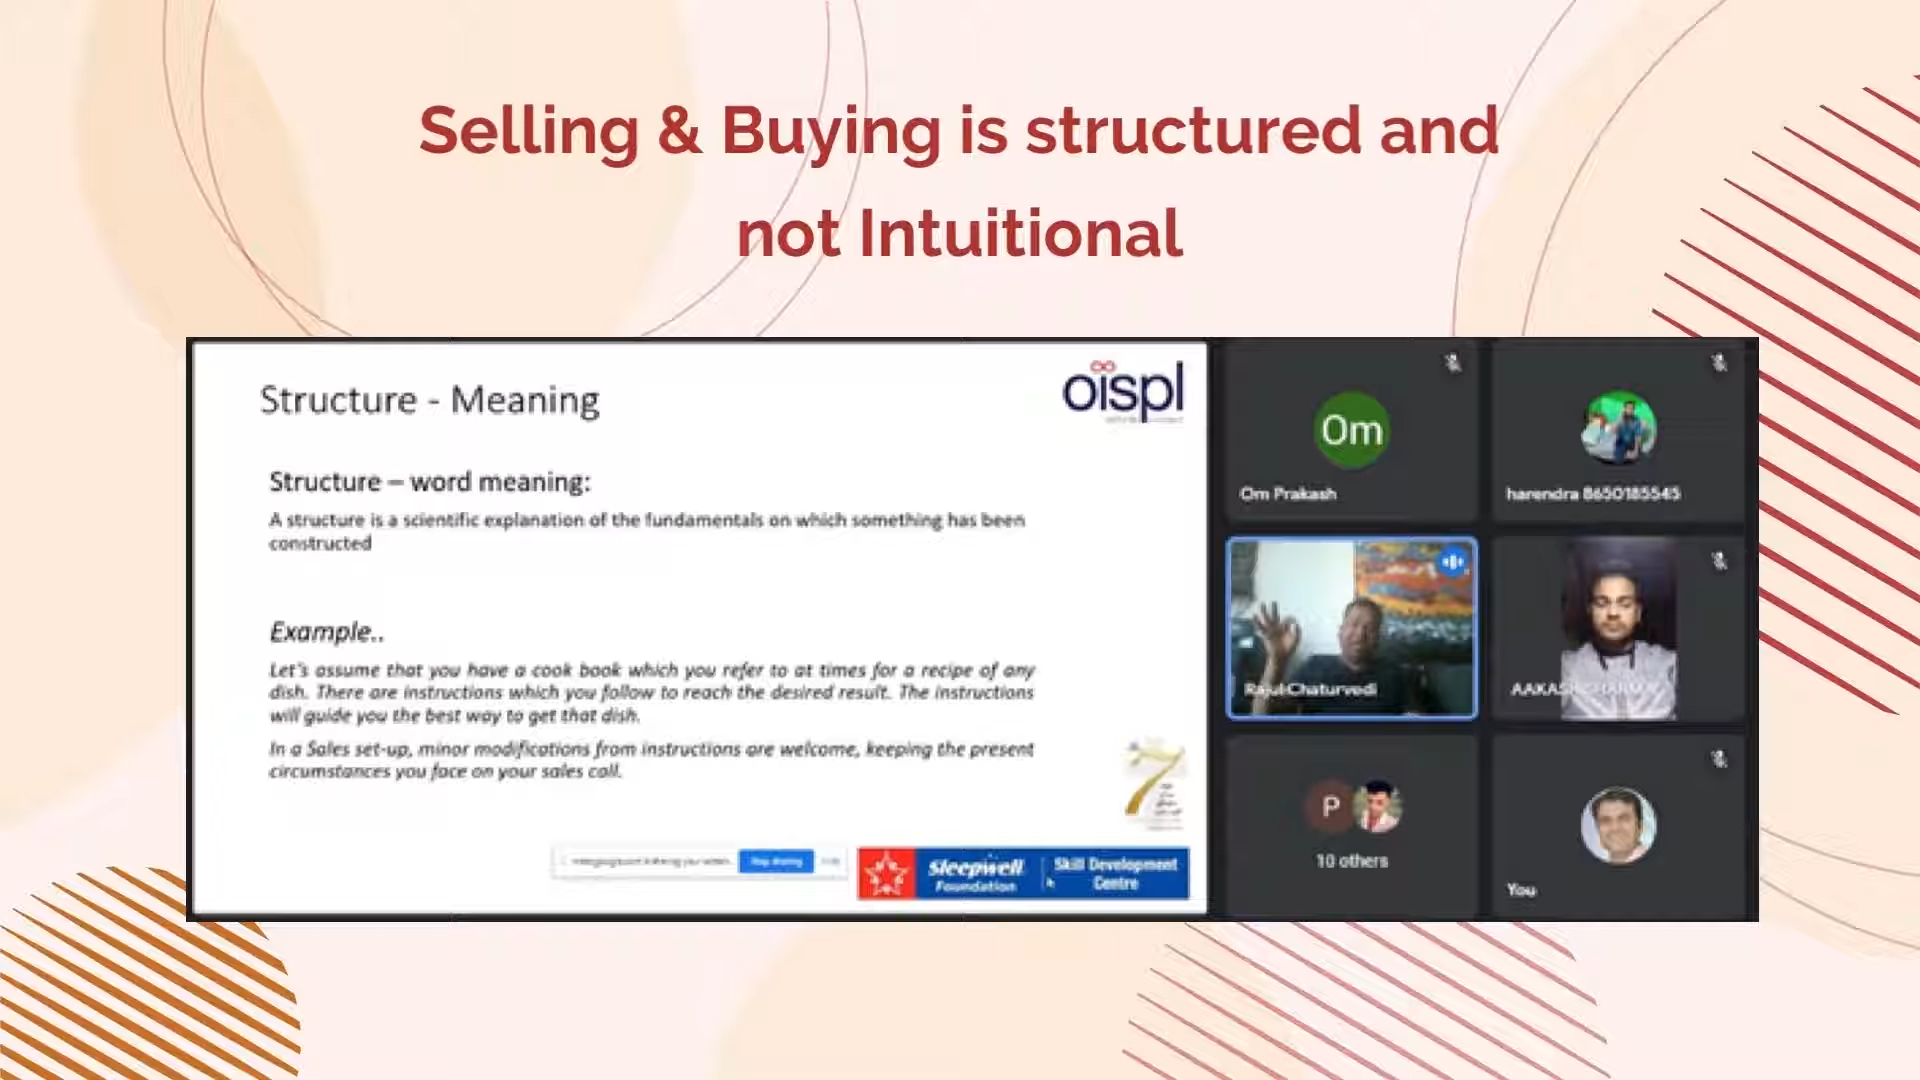 Selling & Buying is structured and
not Intuitional
Structure - Meaning
oispl
Structure – word meaning:
A structure is a scientific explanation of the fundamentals on which something has been
constructed
Example..
Let's assume that you have a cook book which you refer to at times for a recipe of any
dish. There are instructions which you follow to reach the desired result. The instructions
will guide you the best way to get that dish.
In a Sales set-up, minor modifications from instructions are welcome, keeping the present
circumstances you face on your sales call.
7
Stop sharing
Sleepwell
Foundation
Skill Development
Centre
Om
Om Prakash
harendra 8650185545
Chaturvedi
P
10 others
You